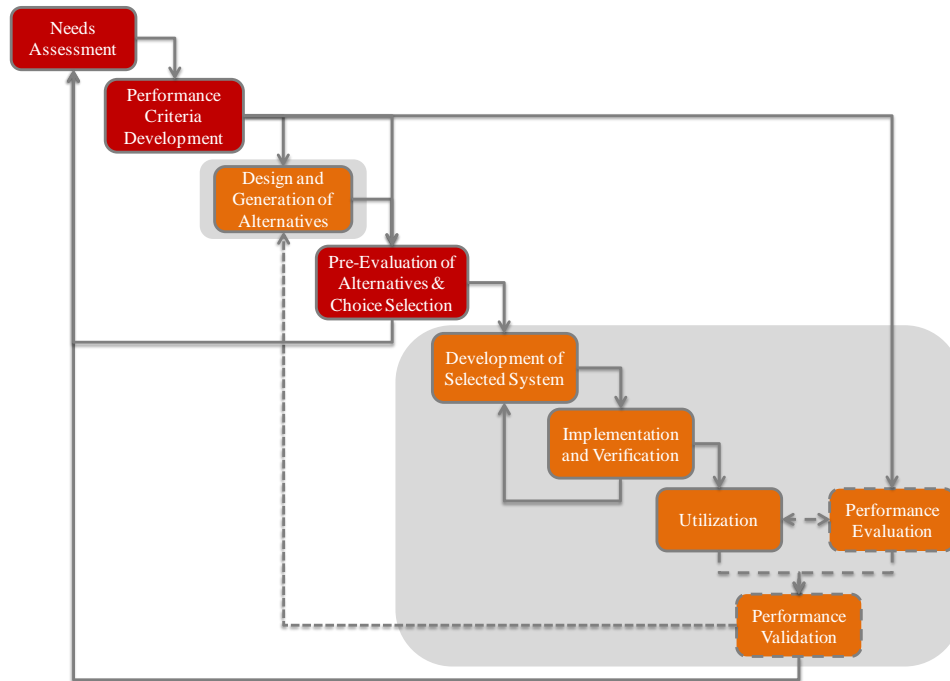 Needs
Assessment
Performance
Criteria
Development
Design and
Generation of
Alternatives
Pre-Evaluation of
Alternatives &
Choice Selection
Development of
Selected System
Implementation
and Verification
Utilization
Performance
Evaluation
Performance
Validation